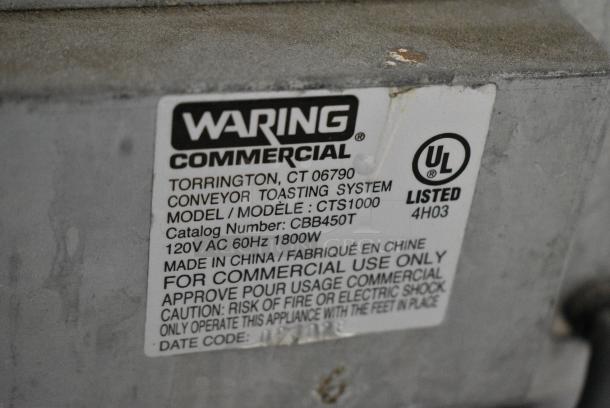 WARING®
COMMERCIAL
TORRINGTON, CT 06790
CONVEYOR TOASTING SYSTEM
MODEL / MODÈLE : CTS1000
Catalog Number: CBB450T
120V AC 60Hz 1800W
MADE IN CHINA / FABRIQUÉ EN CHINE
FOR COMMERCIAL USE ONLY
APPROVE POUR USAGE COMMERCIAL
CAUTION: RISK OF FIRE OR ELECTRIC SHOCK
ONLY OPERATE THIS APPLIANCE WITH THE FEET IN PLACE
DATE CODE:
UL
LISTED
4H03